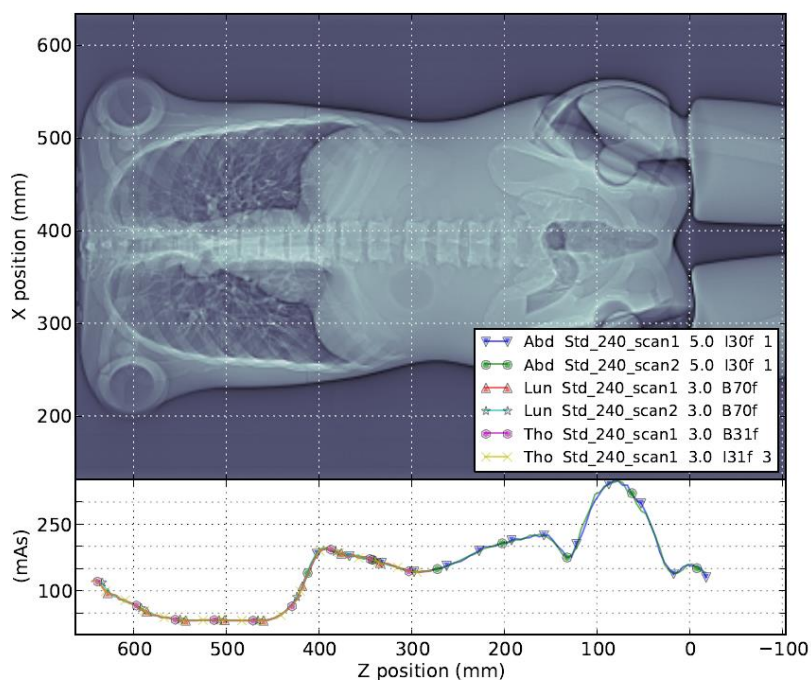 600
500
400
300
200
X position (mm)
Abd Std_240_scan1 5.0 I30f 1
Abd Std_240_scan2 5.0 I30f 1
Lun Std_240_scan1 3.0 B70f
Lun Std_240_scan2 3.0 B70f
Tho Std_240_scan1 3.0 B31f
Tho Std_240_scan1 3.0 I31f 3
250
100
(mAs)
600 500 400 300 200 100 0 −100
Z position (mm)